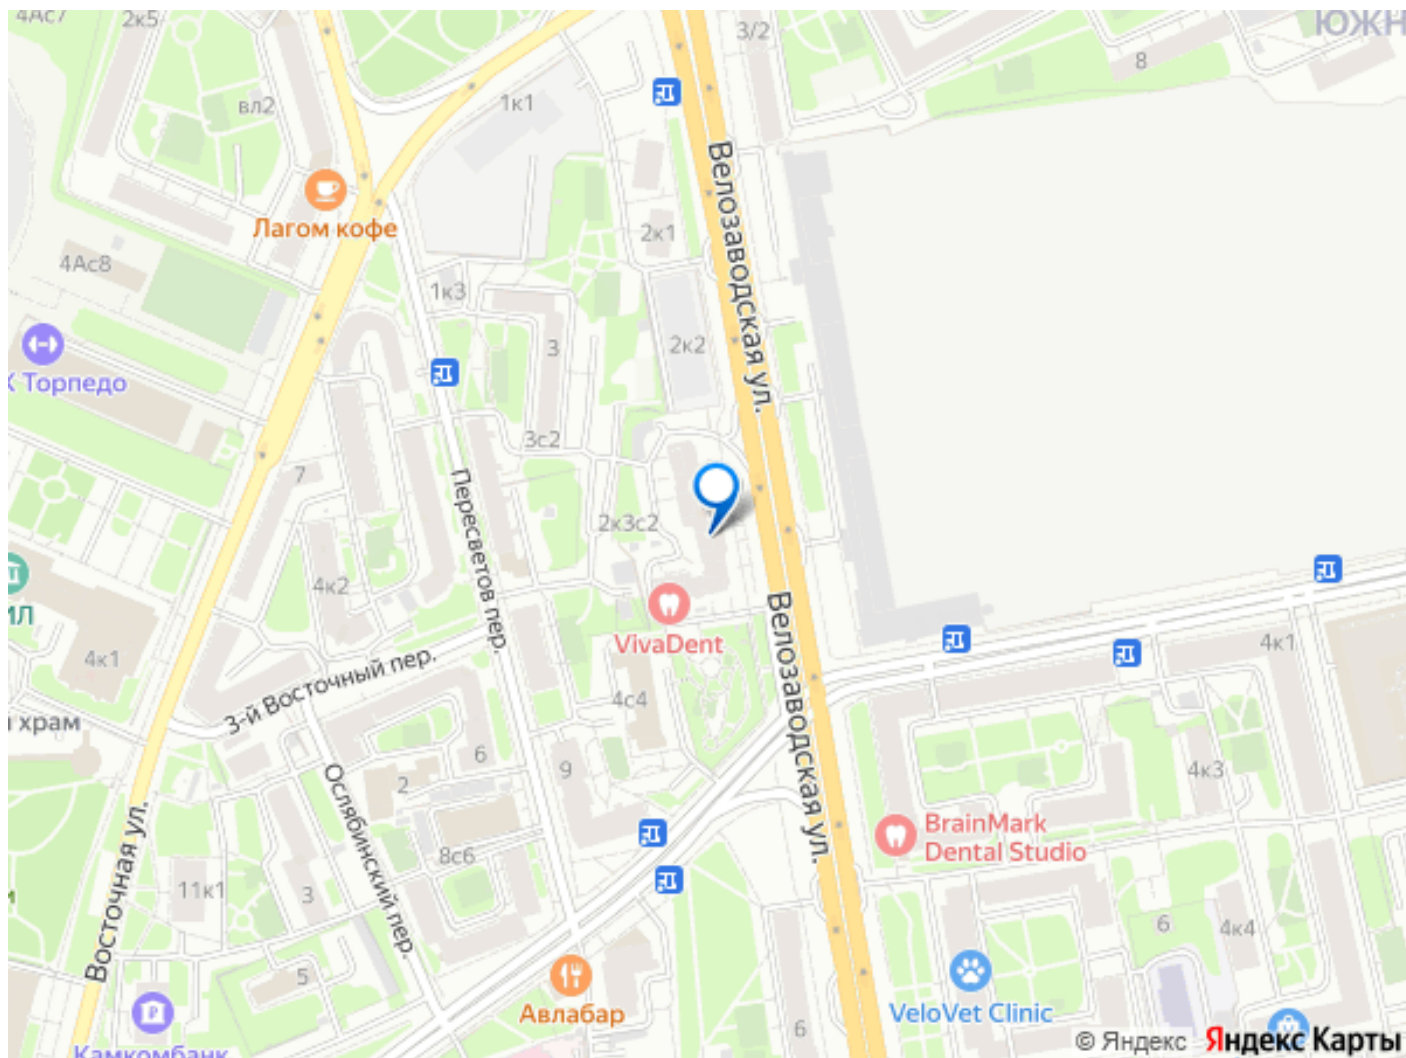 4Ас7
2к5
3/2
ЮЖН
8
вл2
1к1
Велозаводская ул.
Лагом кофе
2к1
4Ас8
1к3
3
2к2
Торпедо
3с2
7
Пересветов пер.
2к3с2
4к2
VivaDent
Велозаводская ул.
4к1
4к1
3-й Восточный пер.
4с4
храм
6
9
2
4к3
Ослябинский пер.
Восточная ул.
BrainMark
Dental Studio
8с6
11к1
3
6
4к4
5
Авлабар
VeloVet Clinic
6
Камкомбанк
© Яндекс Яндекс Карты